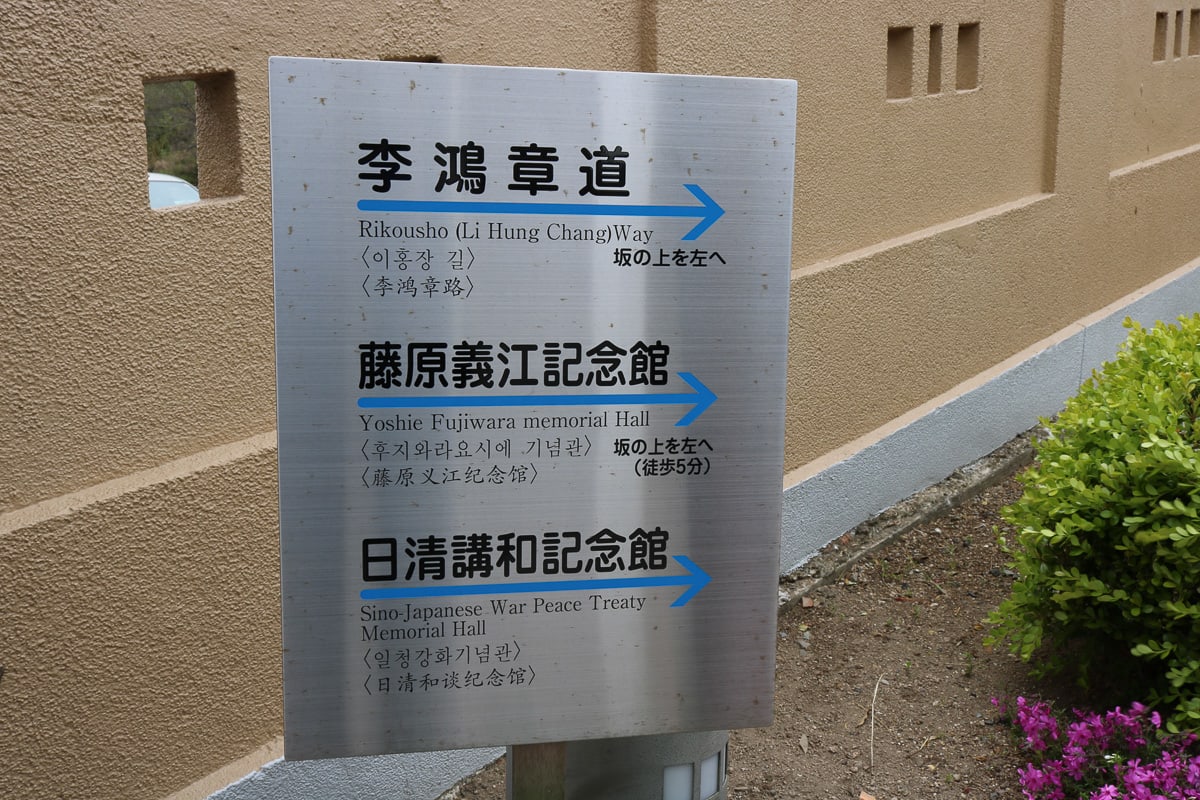 李鴻章道
Rikousho (Li Hung Chang)Way
〈이홍장 길〉
坂の上を左へ
〈李鸿章路〉
藤原義江記念館
Yoshie Fujiwara memorial Hall
〈후지와라요시에 기념관〉
坂の上を左へ
(徒歩5分)
〈藤原义江纪念馆〉
日清講和記念館
Sino-Japanese War Peace Treaty
Memorial Hall
〈일청강화기념관〉
〈日清和谈纪念馆〉